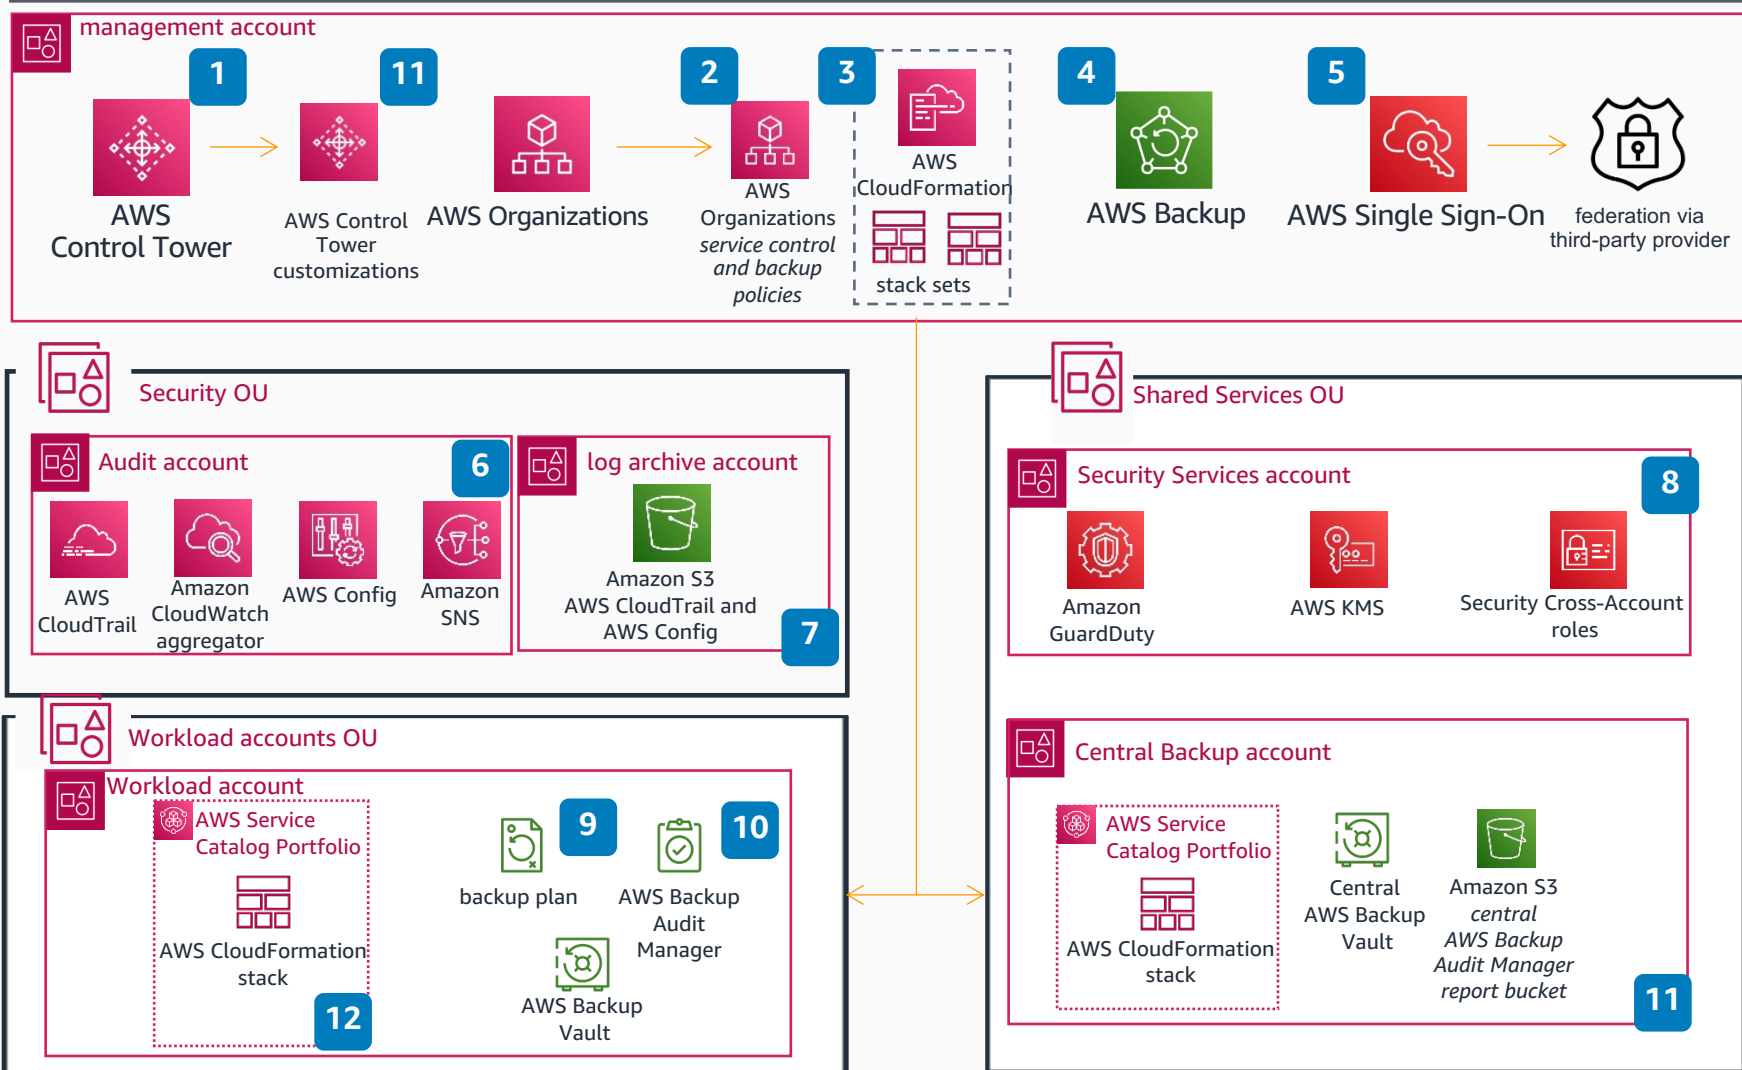 management account
1
11
2
3
4
5
AWS
Control Tower
AWS Control
Tower
customizations
AWS Organizations
AWS
Organizations
service control
and backup
policies
AWS
CloudFormation
stack sets
AWS Backup
AWS Single Sign-On
federation via
third-party provider
Security OU
Audit account
6
AWS
CloudTrail
Amazon
CloudWatch
aggregator
AWS Config
Amazon
SNS
log archive account
Amazon S3
AWS CloudTrail and
AWS Config
7
Shared Services OU
Security Services account
8
Amazon
GuardDuty
AWS KMS
Security Cross-Account
roles
Workload accounts OU
Workload account
AWS Service
Catalog Portfolio
AWS CloudFormation
stack
12
9
backup plan
10
AWS Backup
Audit
Manager
AWS Backup
Vault
Central Backup account
AWS Service
Catalog Portfolio
AWS CloudFormation
stack
Central
AWS Backup
Vault
Amazon S3
central
AWS Backup
Audit Manager
report bucket
11